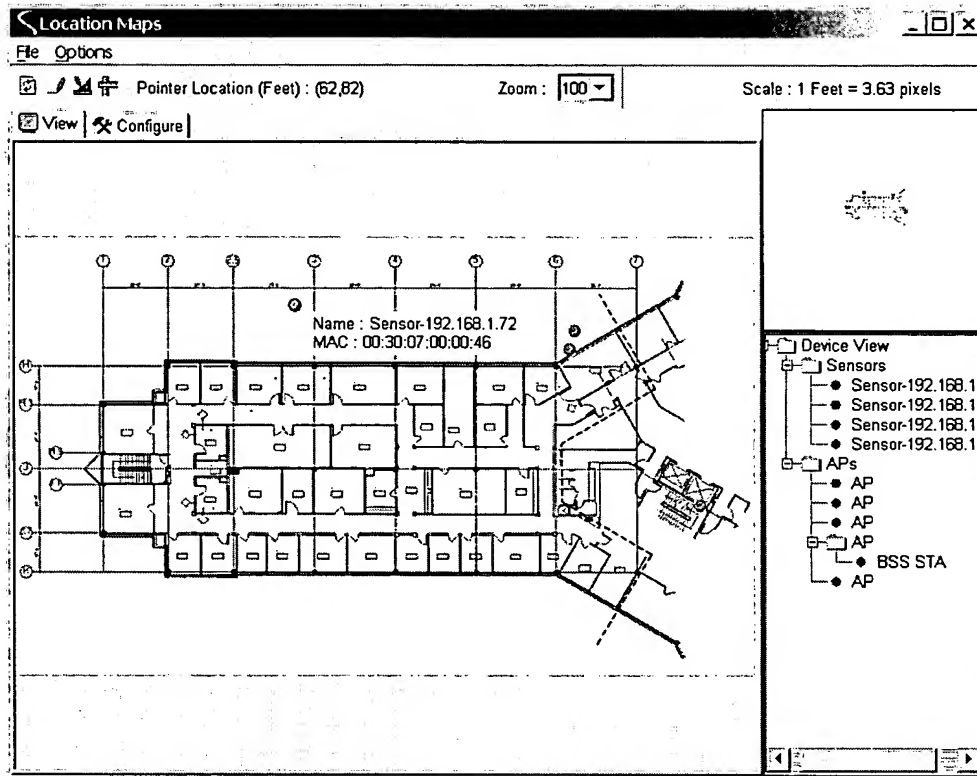 Location Maps
File Options
Pointer Location (Feet) : (62,82)
Zoom : 100
Scale : 1 Feet = 3.63 pixels
View
Configure
Name : Sensor-192.168.1.72
MAC : 00:30:07:00:00:46
Device View
Sensors
Sensor-192.168.1
Sensor-192.168.1
Sensor-192.168.1
Sensor-192.168.1
APs
AP
AP
AP
AP
BSS STA
AP